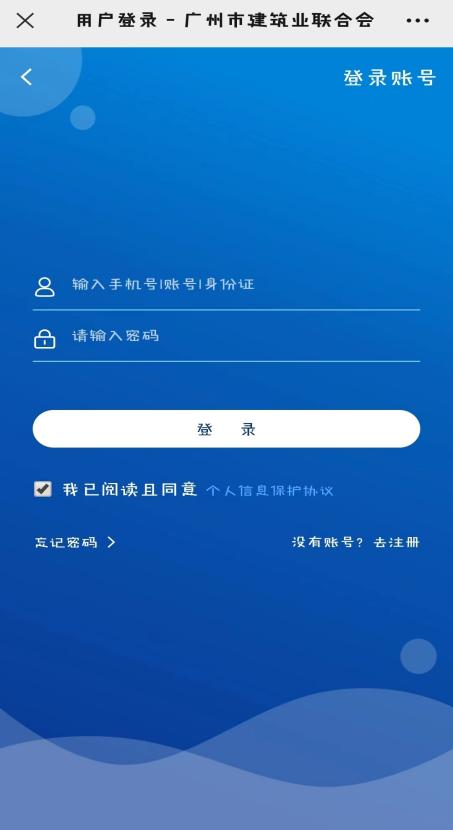 用户登录 - 广州市建筑业联合会
登录账号
输入手机号|账号|身份证
请输入密码
登 录
我已阅读且同意 个人信息保护协议
忘记密码 没有账号？去注册